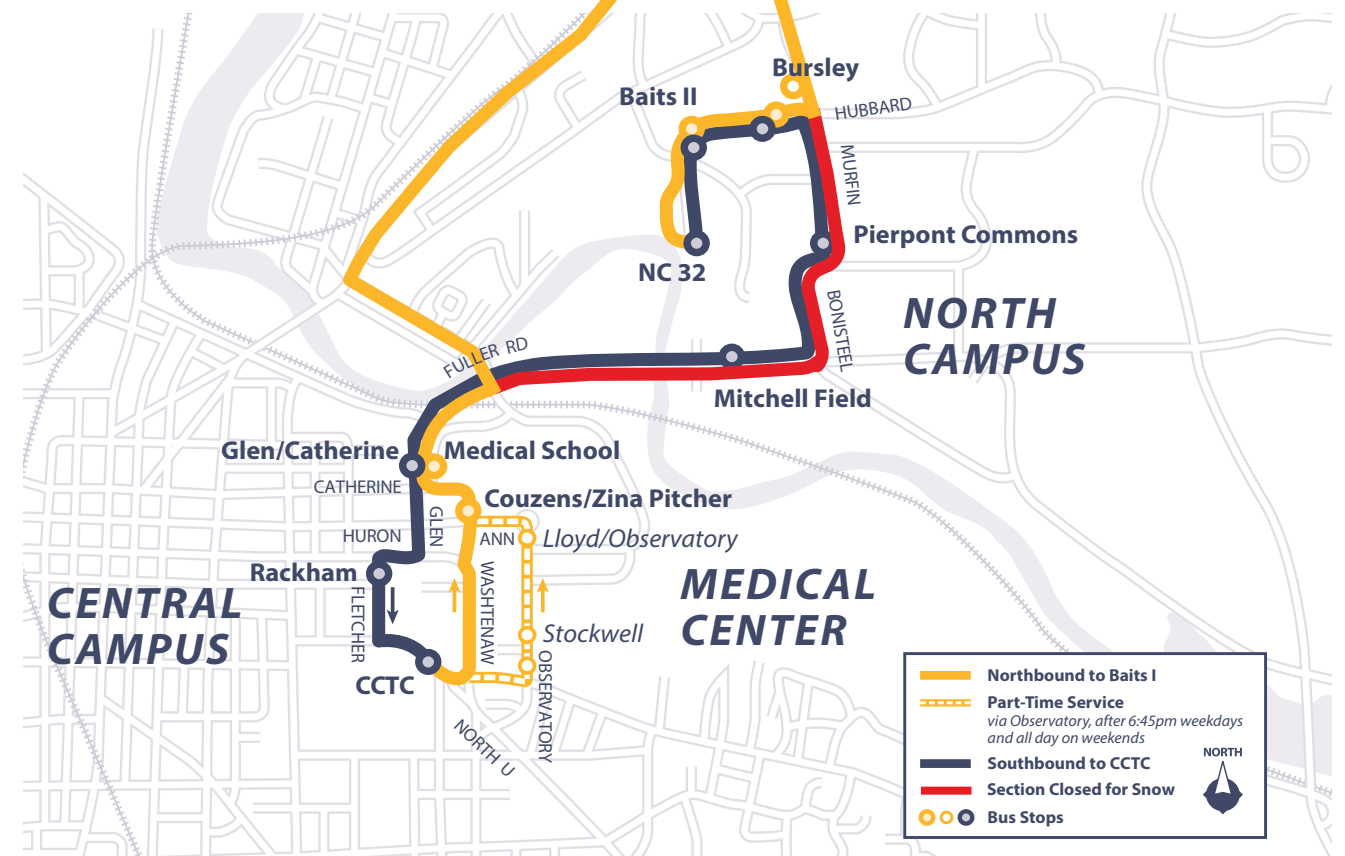 Bursley
Baits II
HUBBARD
MURFIN
Pierpont Commons
NC 32
BONISTEEL
NORTH
CAMPUS
FULLER RD
Mitchell Field
Glen/Catherine
Medical School
CATHERINE
Couzens/Zina Pitcher
GLEN
HURON
ANN
Lloyd/Observatory
Rackham
WASHTENAW
MEDICAL
CENTER
CENTRAL
CAMPUS
FLETCHER
Stockwell
OBSERVATORY
CCTC
NORTH U
Northbound to Baits I
Part-Time Service
via Observatory, after 6:45pm weekdays
and all day on weekends
NORTH
Southbound to CCTC
Section Closed for Snow
Bus Stops